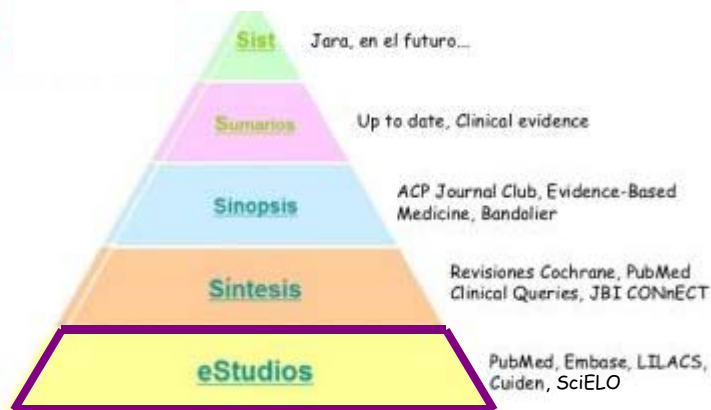 Sist
Jara, en el futuro...
Sumarios
Up to date, Clinical evidence
Sinopsis
ACP Journal Club, Evidence-Based
Medicine, Bandolier
Síntesis
Revisiones Cochrane, PubMed
Clinical Queries, JBI CONnECT
eStudios
PubMed, Embase, LILACS,
Cuiden, SciELO